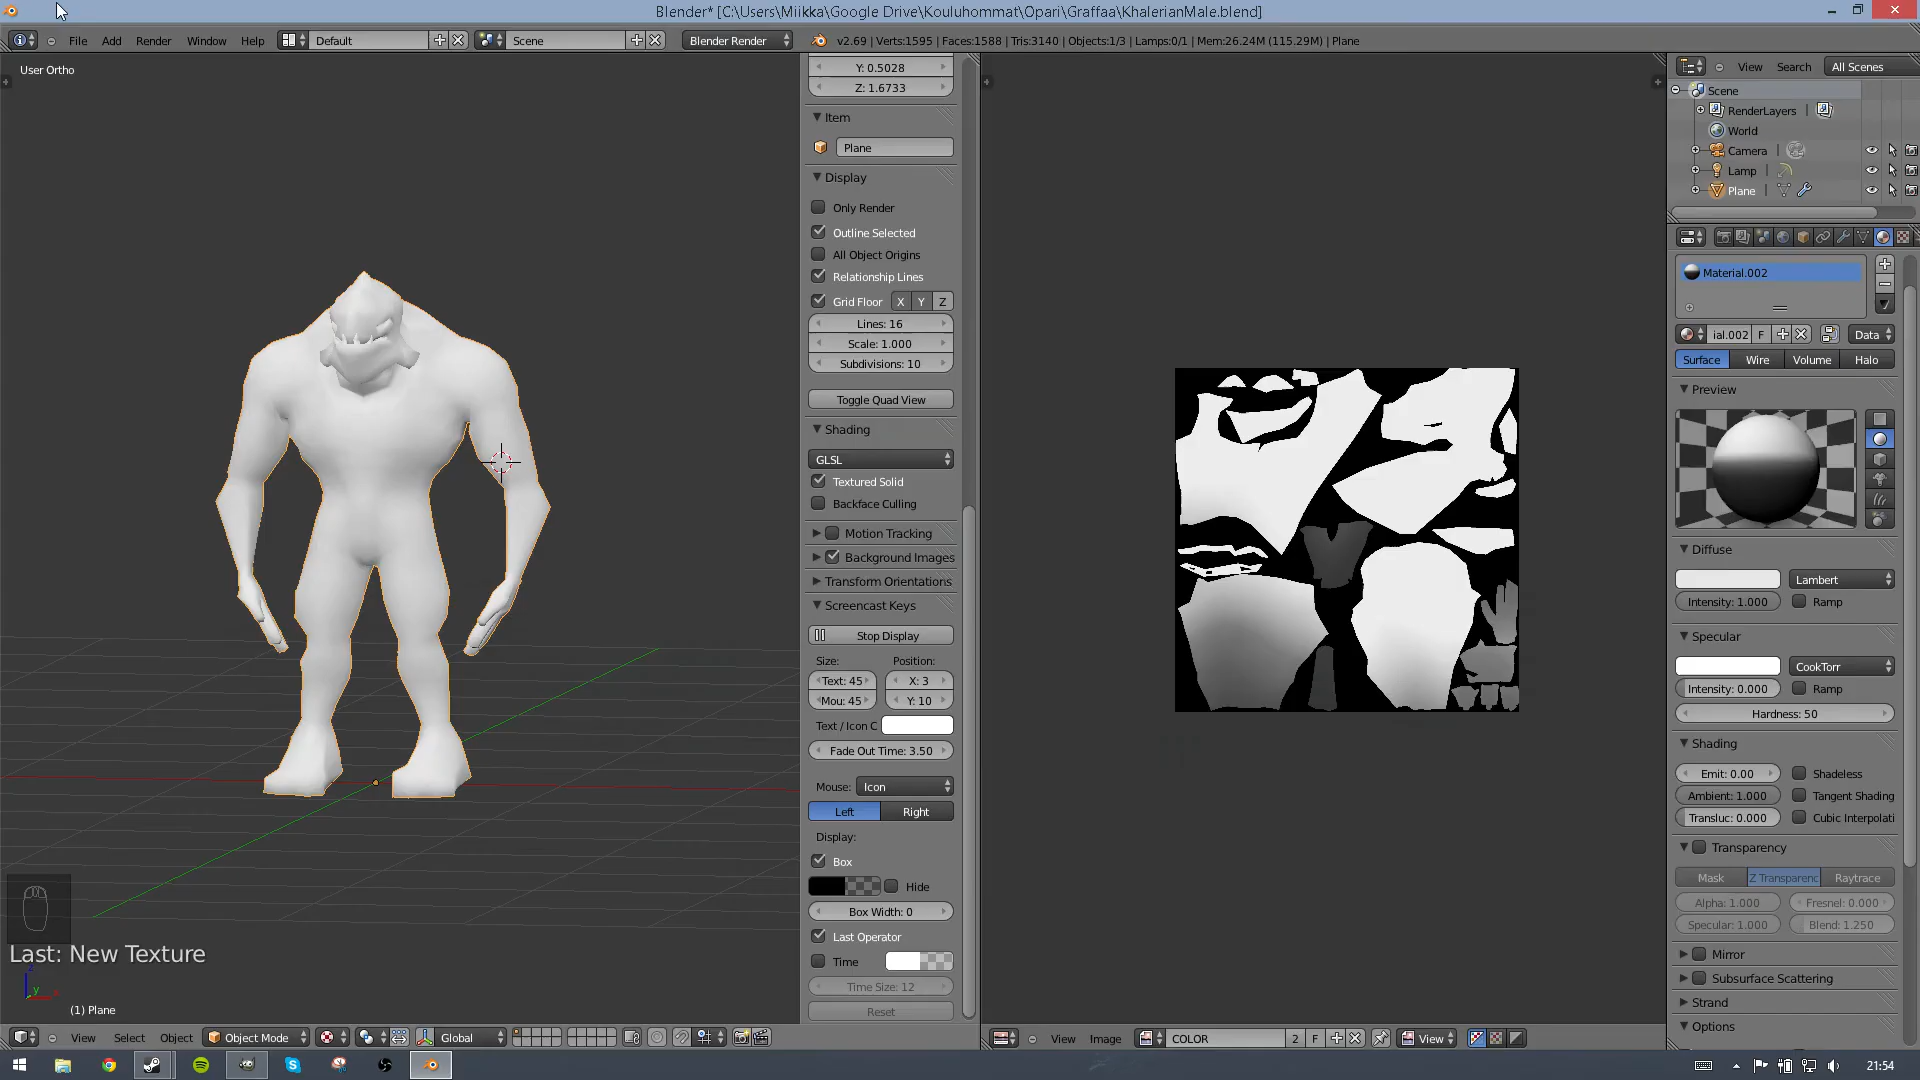 Blender* [C:\Users\Miikka\Google Drive\Kouluhommat\Opari\Graffaa\KhalerianMale.blend]
File Add Render Window Help Default Scene Blender Render v2.69 | Verts:1595 | Faces:1588 | Tris:3140 | Objects:1/3 | Lamps:0/1 | Mem:26.24M (115.29M) | Plane
User Ortho
Y: 0.5028
Z: 1.6733
Item
Plane
Display
Only Render
Outline Selected
All Object Origins
Relationship Lines
Grid Floor X Y Z
Lines: 16
Scale: 1.000
Subdivisions: 10
Toggle Quad View
Shading
GLSL
Textured Solid
Backface Culling
Motion Tracking
Background Images
Transform Orientations
Screencast Keys
Stop Display
Size: Position:
Text: 45 X: 3
Mou: 45 Y: 10
Text / Icon C
Fade Out Time: 3.50
Mouse: Icon
Left Right
Display:
Box
Hide
Box Width: 0
Last Operator
Time
Time Size: 12
Reset
Last: New Texture
z
y
x
(1) Plane
View Select Object Object Mode Global
View Image COLOR 2 F View
View Search All Scenes
Scene
RenderLayers
World
Camera
Lamp
Plane
Material.002
ial.002 F Data
Surface Wire Volume Halo
Preview
Diffuse
Lambert
Intensity: 1.000 Ramp
Specular
CookTorr
Intensity: 0.000 Ramp
Hardness: 50
Shading
Emit: 0.00 Shadeless
Ambient: 1.000 Tangent Shading
Transluc: 0.000 Cubic Interpolati
Transparency
Mask Z Transparenc Raytrace
Alpha: 1.000 Fresnel: 0.000
Specular: 1.000 Blend: 1.250
Mirror
Subsurface Scattering
Strand
Options
21:54